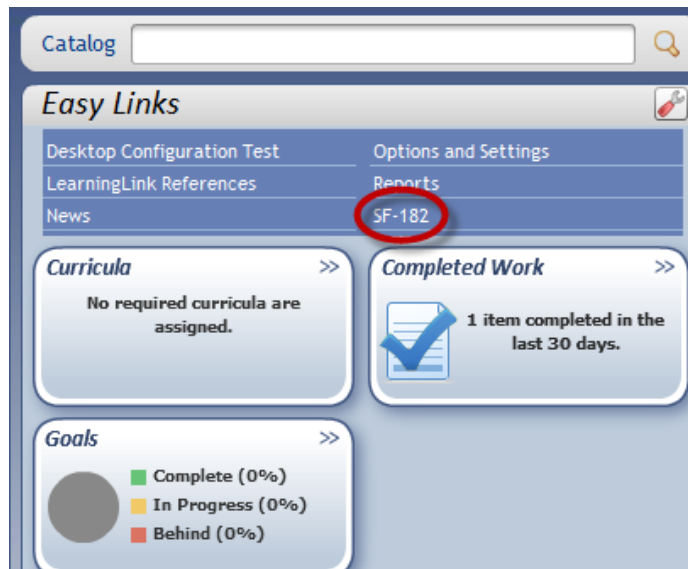 Catalog
Easy Links
Desktop Configuration Test
Options and Settings
LearningLink References
Reports
News
SF-182
Curricula >>
No required curricula are
assigned.
Completed Work >>
1 item completed in the
last 30 days.
Goals >>
Complete (0%)
In Progress (0%)
Behind (0%)